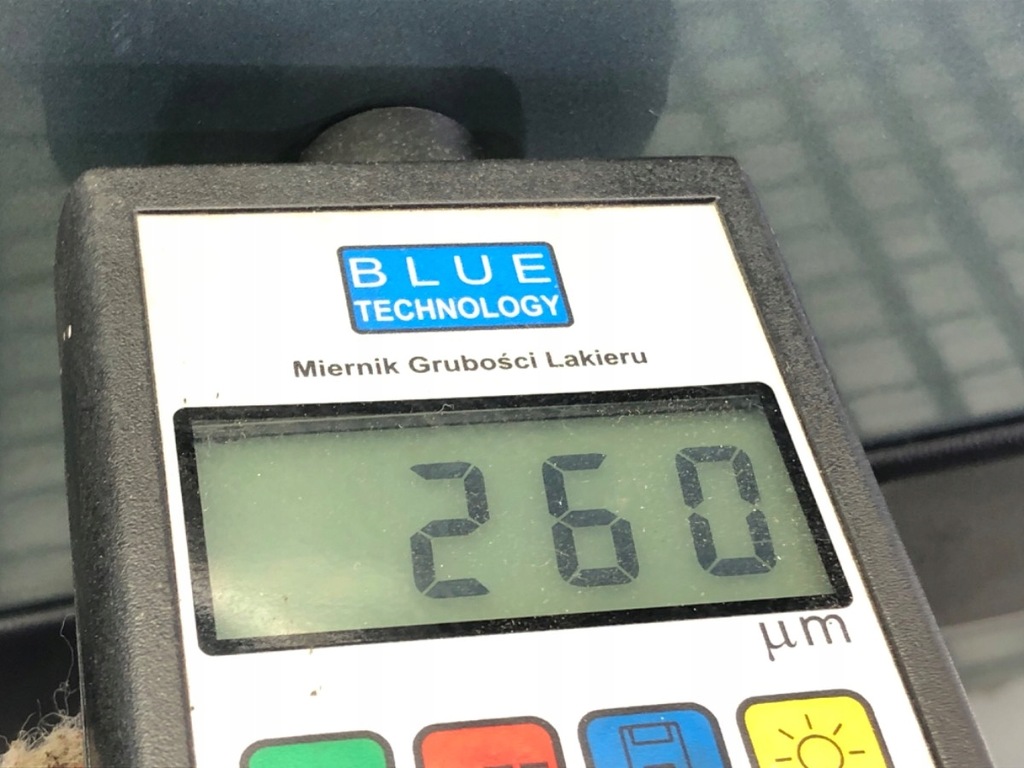 BLUE
TECHNOLOGY
Miernik Grubości Lakieru
260
µm